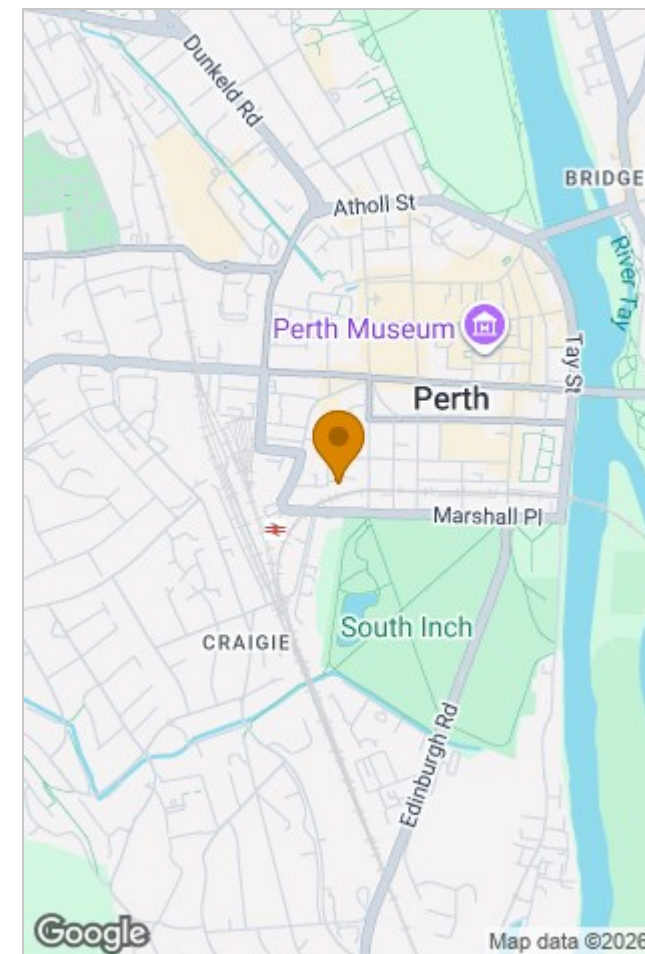 Dunkeld Rd
Atholl St
BRIDGE
River Tay
Perth Museum
Tay St
Perth
Marshall Pl
South Inch
CRAIGIE
Edinburgh Rd
Google
Map data ©2026